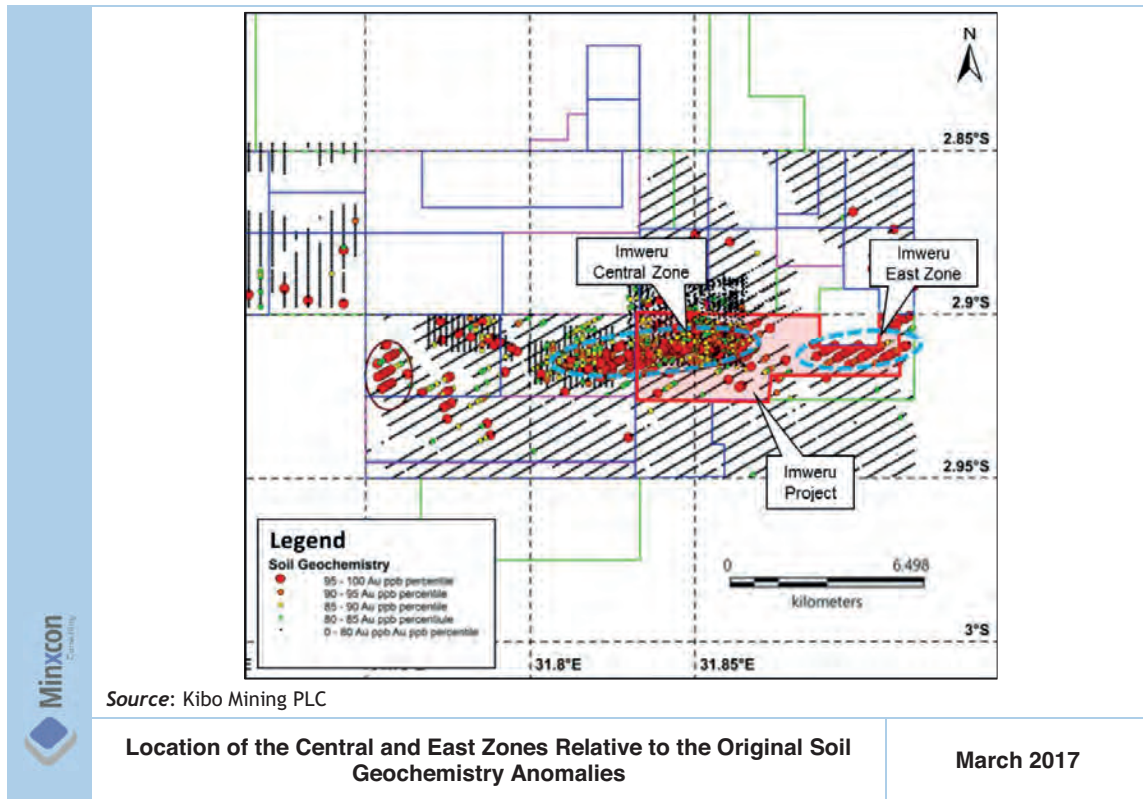 N
2.85°S
Imweru
Central Zone
Imweru
East Zone
2.9°S
2.95°S
Imweru
Project
Legend
Soil Geochemistry
95 - 100 Au ppb percentile
90 - 95 Au ppb percentile
85 - 90 Au ppb percentile
80 - 85 Au ppb percentiule
0 - 80 Au ppb Au ppb percentile
0 6.498
kilometers
3°S
31.8°E 31.85°E
Minxcon
Consulting
Source: Kibo Mining PLC
Location of the Central and East Zones Relative to the Original Soil
Geochemistry Anomalies
March 2017